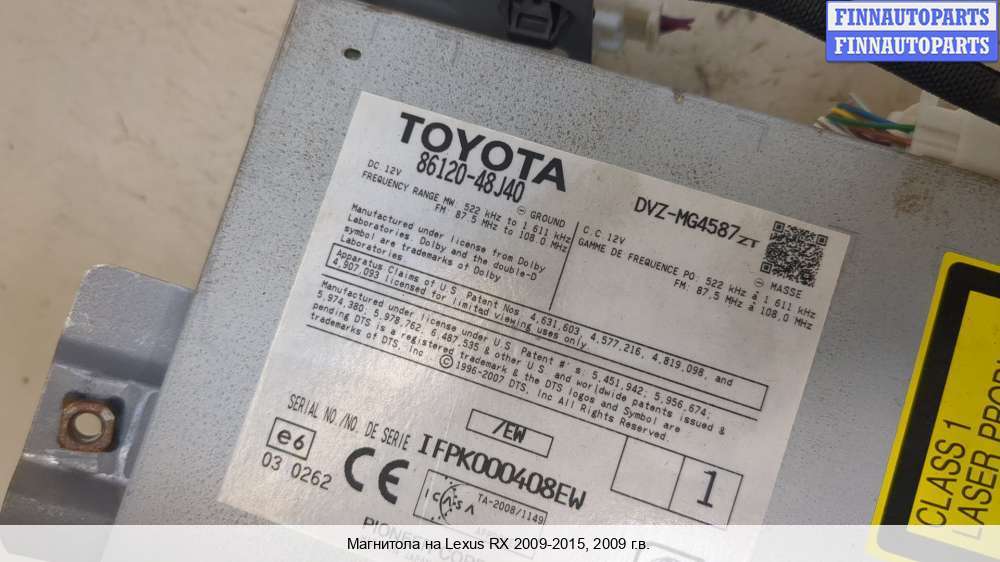 FINNAUTOPARTS
FINNAUTOPARTS
TOYOTA
86120-48J40
DVZ-MG4587ZT
DC. 12V
⊖ GROUND
FREQUENCY RANGE MW: 522 kHz to 1 611 kHz
FM: 87.5 MHz to 108.0 MHz
C.C. 12V
⊖ MASSE
GAMME DE FREQUENCE PO: 522 kHz à 1 611 kHz
FM: 87,5 MHz à 108,0 MHz
Manufactured under license from Dolby
Laboratories. Dolby and the double-D
symbol are trademarks of Dolby
Laboratories
Apparatus Claims of U.S. Patent Nos. 4,631,603, 4,577,216, 4,819,098, and
4,907,093 licensed for limited viewing uses only.
Manufactured under license under U.S. Patent #'s: 5,451,942; 5,956,674;
5,974,380; 5,978,762; 6,487,535 & other U.S. and worldwide patents issued &
pending DTS is a registered trademark & the DTS logos and Symbol are
trademarks of DTS, Inc. © 1996-2007 DTS, Inc All Rights Reserved.
/EW
1
SERIAL NO./NO. DE SERIE IFPK000408EW
e6
03 0262
CE
ICASA
TA-2008/1149
PIONEER
CLASS 1
LASER
Магнитола на Lexus RX 2009-2015, 2009 г.в.